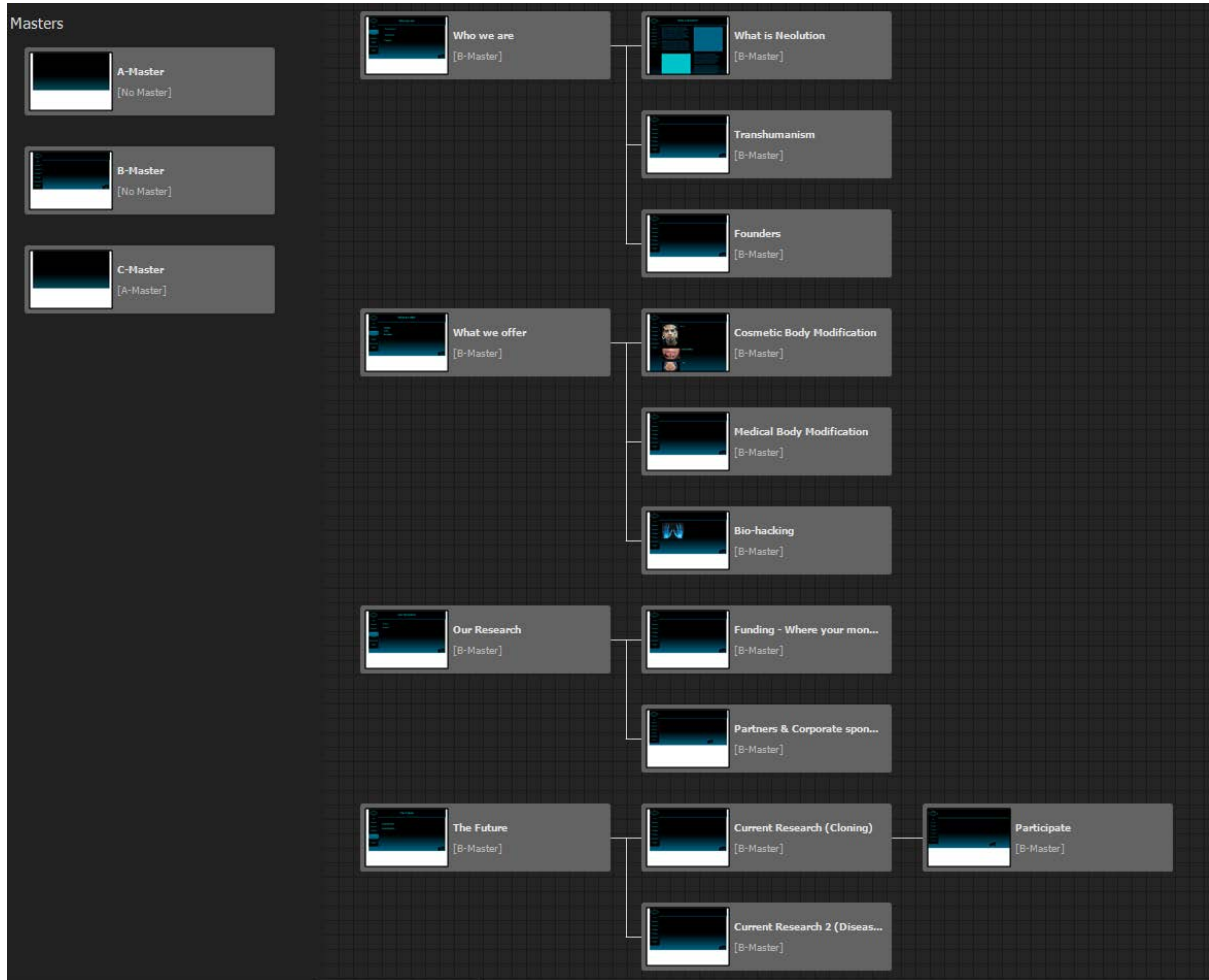 Masters
A-Master
[No Master]
B-Master
[No Master]
C-Master
[A-Master]
Who we are
[B-Master]
What is Neolution
[B-Master]
Transhumanism
[B-Master]
Founders
[B-Master]
What we offer
[B-Master]
Cosmetic Body Modification
[B-Master]
Medical Body Modification
[B-Master]
Bio-hacking
[B-Master]
Our Research
[B-Master]
Funding - Where your mon...
[B-Master]
Partners & Corporate spon...
[B-Master]
The Future
[B-Master]
Current Research (Cloning)
[B-Master]
Participate
[B-Master]
Current Research 2 (Diseas...
[B-Master]